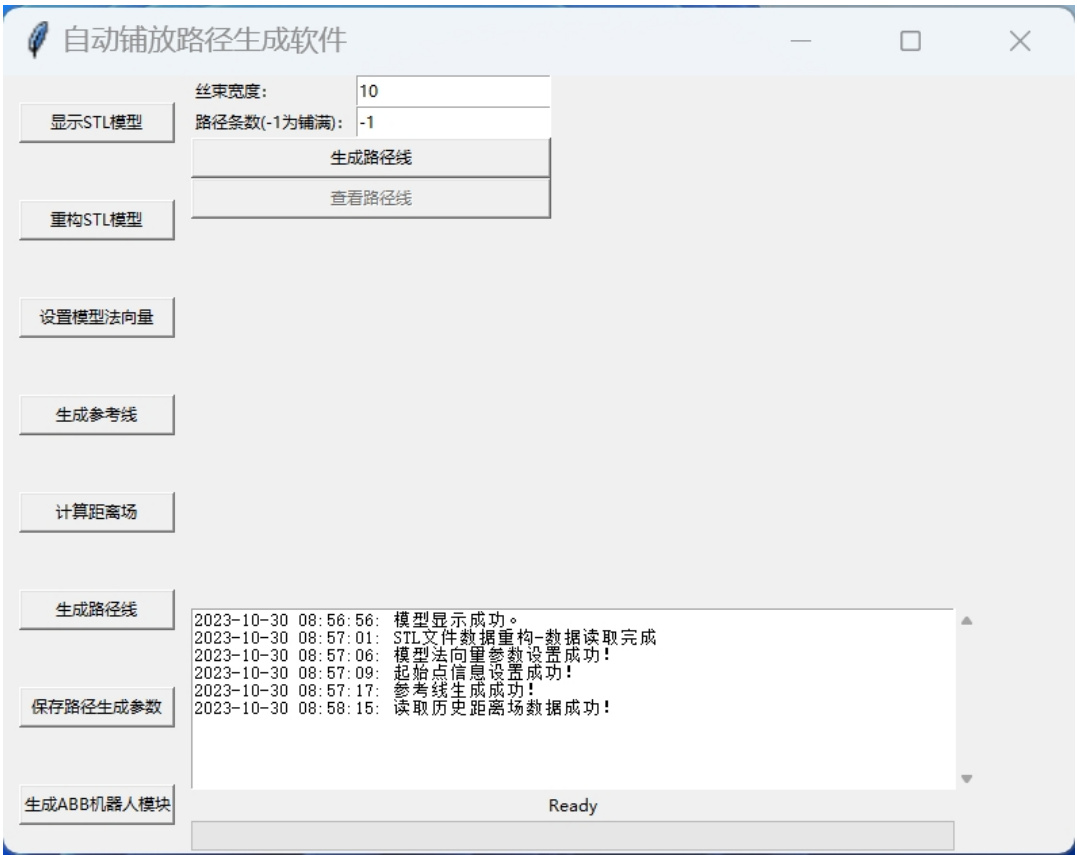 自动铺放路径生成软件
显示STL模型
重构STL模型
设置模型法向量
生成参考线
计算距离场
生成路径线
保存路径生成参数
生成ABB机器人模块
丝束宽度： 10
路径条数(-1为铺满)： -1
生成路径线
查看路径线
2023-10-30 08:56:56: 模型显示成功。
2023-10-30 08:57:01: STL文件数据重构-数据读取完成
2023-10-30 08:57:06: 模型法向量参数设置成功!
2023-10-30 08:57:09: 起始点信息设置成功!
2023-10-30 08:57:17: 参考线生成成功!
2023-10-30 08:58:15: 读取历史距离场数据成功!
Ready